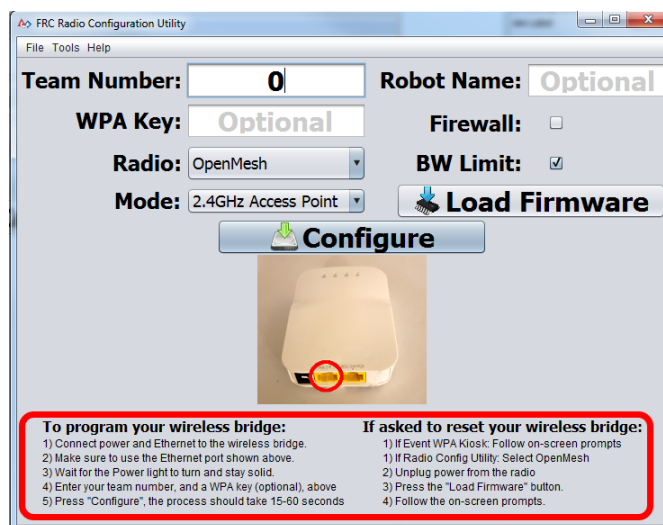 FRC Radio Configuration Utility
File Tools Help
Team Number: 0 Robot Name: Optional
WPA Key: Optional Firewall:
Radio: OpenMesh BW Limit:
Mode: 2.4GHz Access Point Load Firmware
Configure
To program your wireless bridge:
1) Connect power and Ethernet to the wireless bridge.
2) Make sure to use the Ethernet port shown above.
3) Wait for the Power light to turn and stay solid.
4) Enter your team number, and a WPA key (optional), above
5) Press "Configure", the process should take 15-60 seconds
If asked to reset your wireless bridge:
1) If Event WPA Kiosk: Follow on-screen prompts
1) If Radio Config Utility: Select OpenMesh
2) Unplug power from the radio
3) Press the "Load Firmware" button.
4) Follow the on-screen prompts.